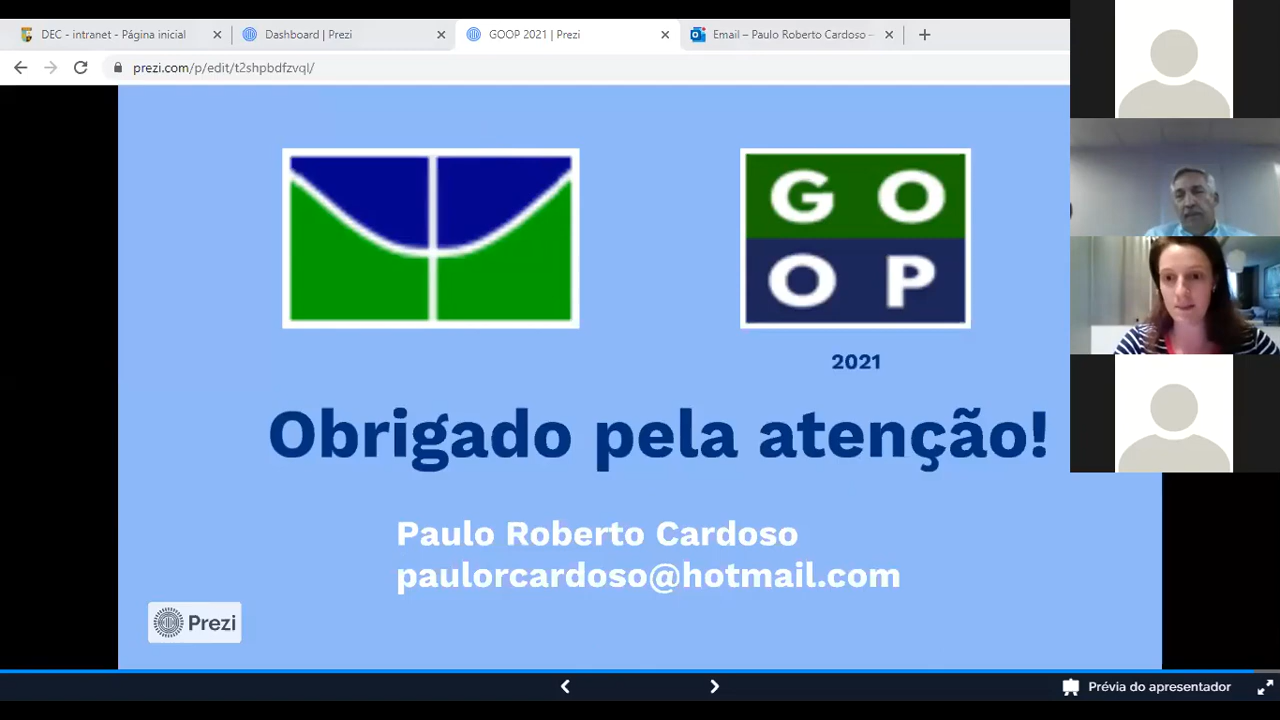 DEC - intranet - Página inicial
Dashboard | Prezi
GOOP 2021 | Prezi
Email – Paulo Roberto Cardoso –
prezi.com/p/edit/t2shpbdfzvql/
G O
O P
2021
Obrigado pela atenção!
Paulo Roberto Cardoso
paulorcardoso@hotmail.com
Prezi
Prévia do apresentador